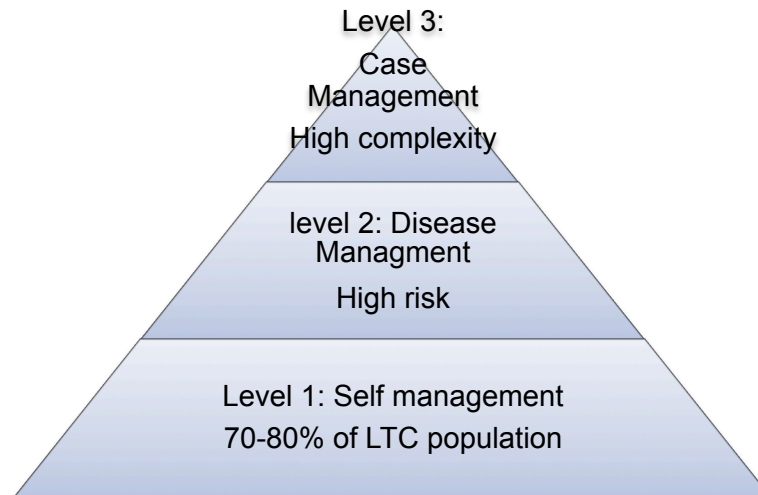 Level 3:
Case
Management
High complexity
level 2: Disease
Managment
High risk
Level 1: Self management
70-80% of LTC population